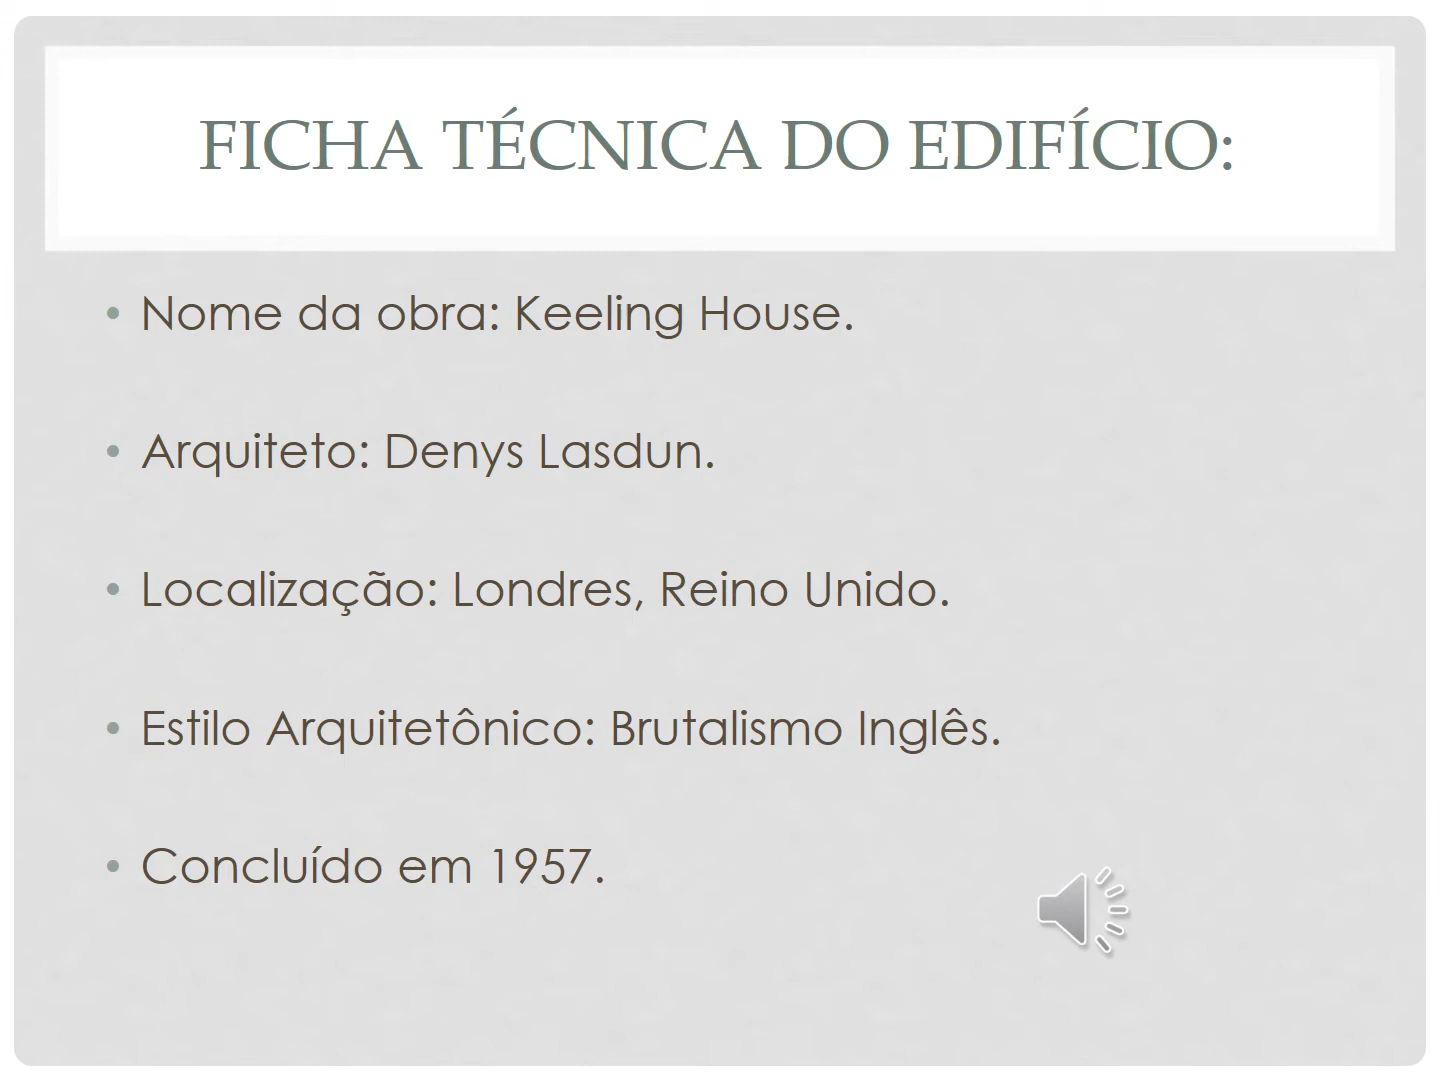 FICHA TÉCNICA DO EDIFÍCIO:
• Nome da obra: Keeling House.
• Arquiteto: Denys Lasdun.
• Localização: Londres, Reino Unido.
• Estilo Arquitetônico: Brutalismo Inglês.
• Concluído em 1957.